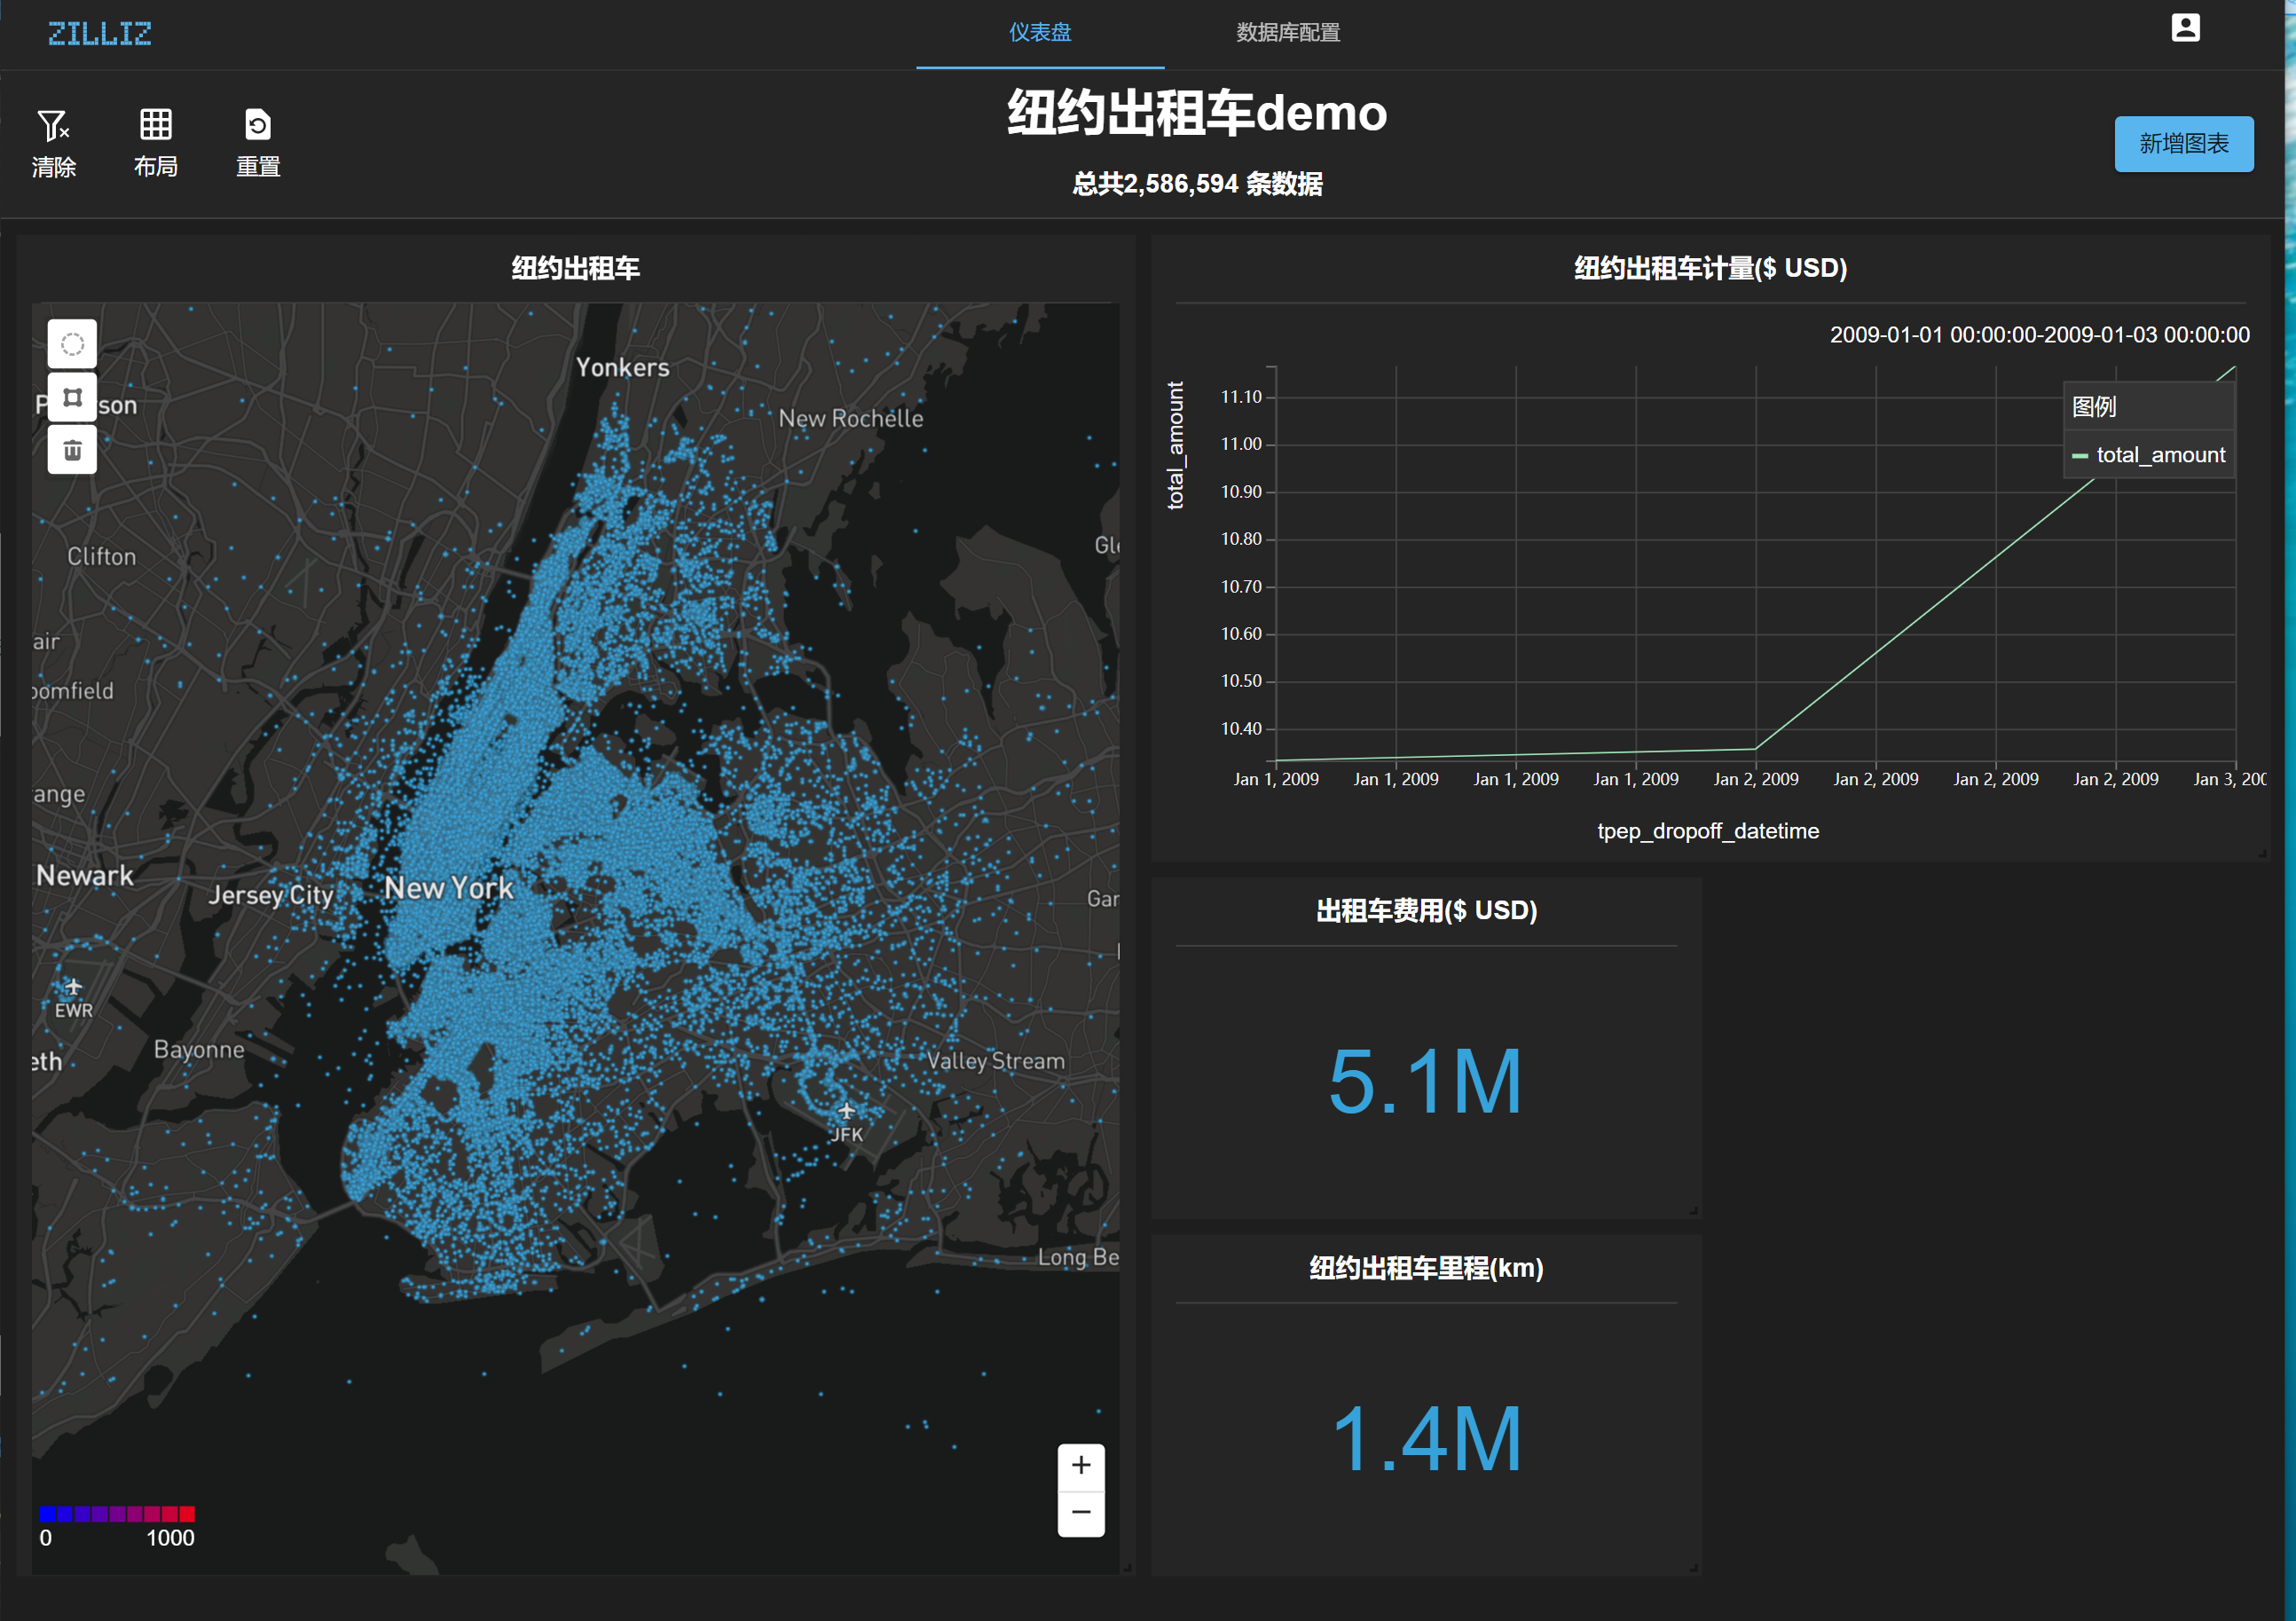 ZILLIZ
仪表盘
数据库配置
清除
布局
重置
纽约出租车demo
总共2,586,594 条数据
新增图表
纽约出租车
Yonkers
New Rochelle
P
son
Clifton
Gle
air
oomfield
ange
Newark
Jersey City
New York
Gar
EWR
Bayonne
eth
Valley Stream
JFK
Long Be
0
1000
+
−
纽约出租车计量($ USD)
2009-01-01 00:00:00-2009-01-03 00:00:00
total_amount
11.10
11.00
10.90
10.80
10.70
10.60
10.50
10.40
图例
total_amount
Jan 1, 2009
Jan 1, 2009
Jan 1, 2009
Jan 1, 2009
Jan 2, 2009
Jan 2, 2009
Jan 2, 2009
Jan 2, 2009
Jan 3, 200
tpep_dropoff_datetime
出租车费用($ USD)
5.1M
纽约出租车里程(km)
1.4M